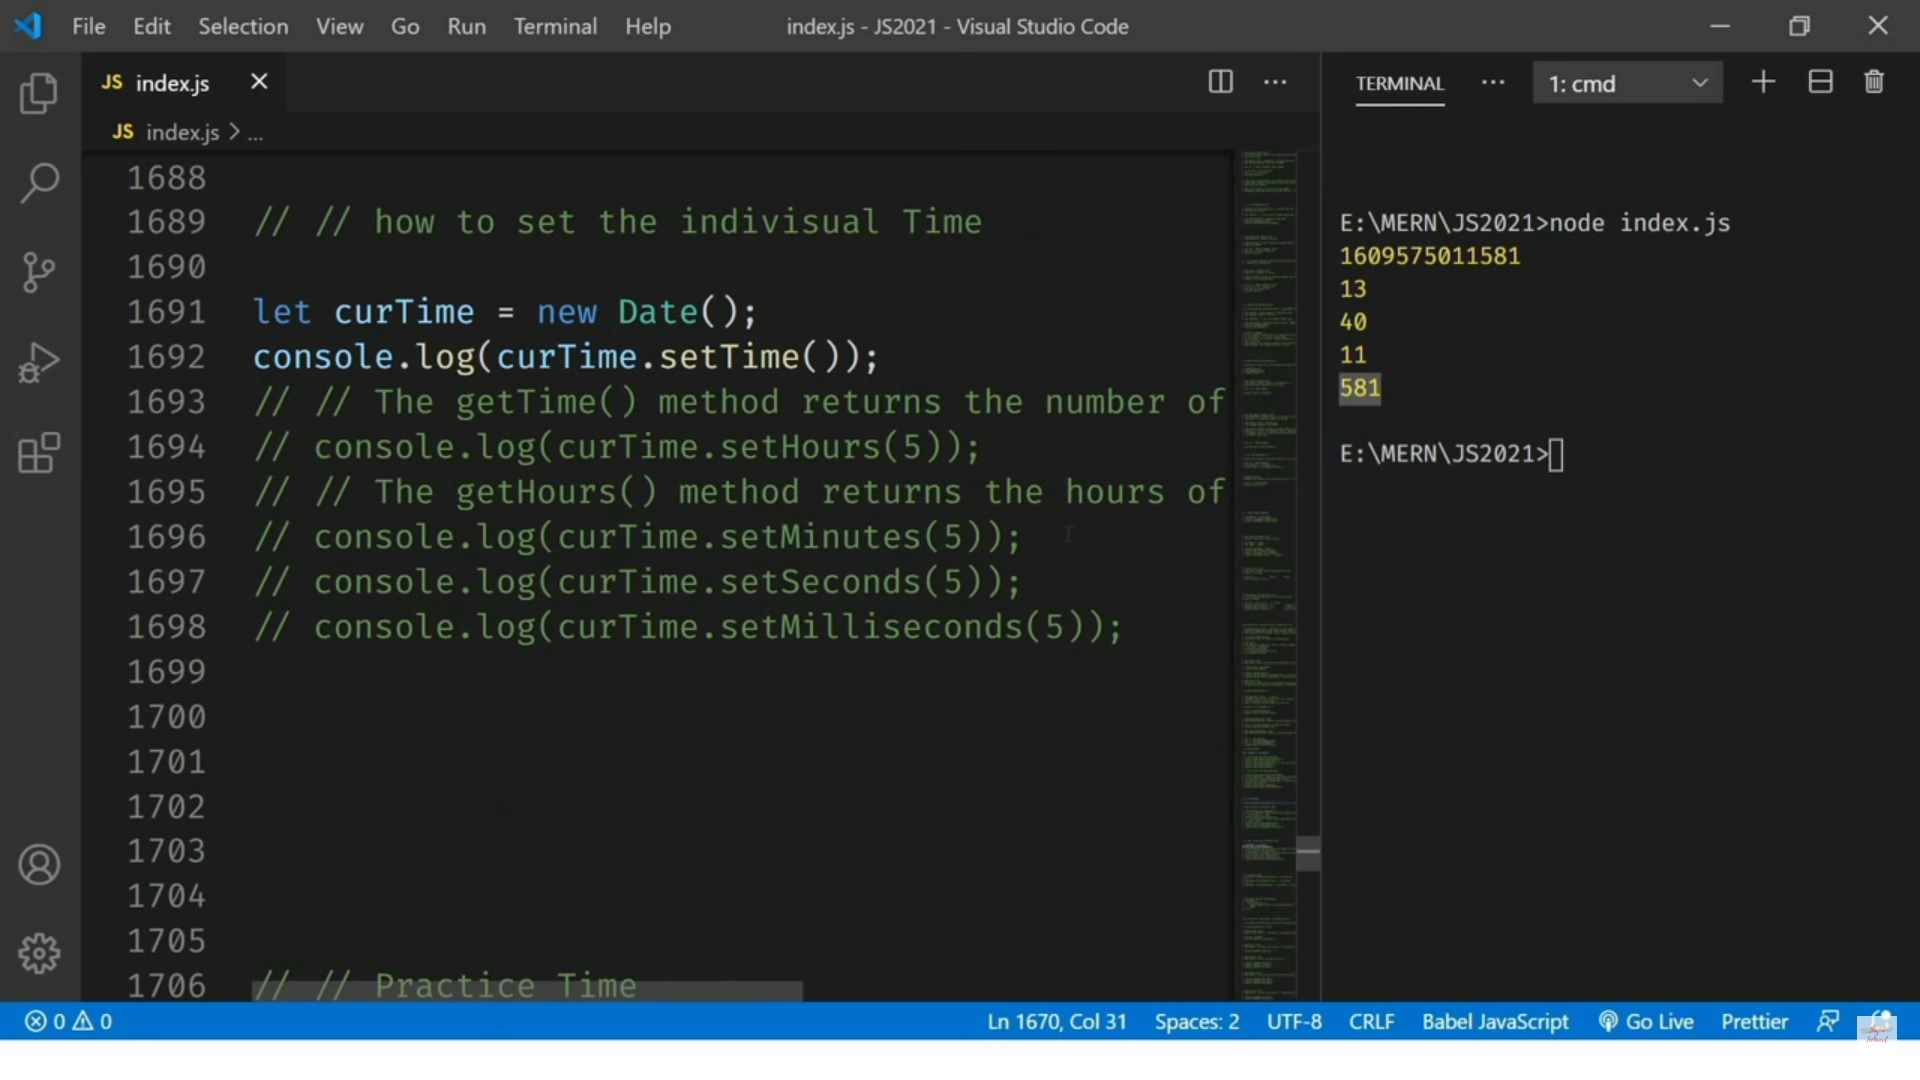 File Edit Selection View Go Run Terminal Help index.js - JS2021 - Visual Studio Code
JS index.js
JS index.js > ...
TERMINAL ... 1: cmd
1688
1689 // // how to set the indivisual Time
1690
1691 let curTime = new Date();
1692 console.log(curTime.setTime());
1693 // // The getTime() method returns the number of
1694 // console.log(curTime.setHours(5));
1695 // // The getHours() method returns the hours of
1696 // console.log(curTime.setMinutes(5));
1697 // console.log(curTime.setSeconds(5));
1698 // console.log(curTime.setMilliseconds(5));
1699
1700
1701
1702
1703
1704
1705
1706 // // Practice Time
E:\MERN\JS2021>node index.js
1609575011581
13
40
11
581
E:\MERN\JS2021>
0 0 Ln 1670, Col 31 Spaces: 2 UTF-8 CRLF Babel JavaScript Go Live Prettier